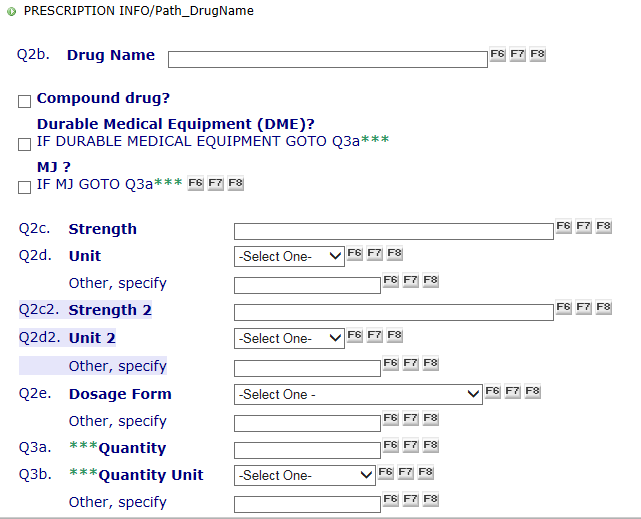 PRESCRIPTION INFO/Path_DrugName
Q2b. Drug Name F6 F7 F8
Compound drug?
Durable Medical Equipment (DME)?
IF DURABLE MEDICAL EQUIPMENT GOTO Q3a***
MJ ?
IF MJ GOTO Q3a*** F6 F7 F8
Q2c. Strength F6 F7 F8
Q2d. Unit -Select One- F6 F7 F8
Other, specify F6 F7 F8
Q2c2. Strength 2 F6 F7 F8
Q2d2. Unit 2 -Select One- F6 F7 F8
Other, specify F6 F7 F8
Q2e. Dosage Form -Select One - F6 F7 F8
Other, specify F6 F7 F8
Q3a. ***Quantity F6 F7 F8
Q3b. ***Quantity Unit -Select One- F6 F7 F8
Other, specify F6 F7 F8